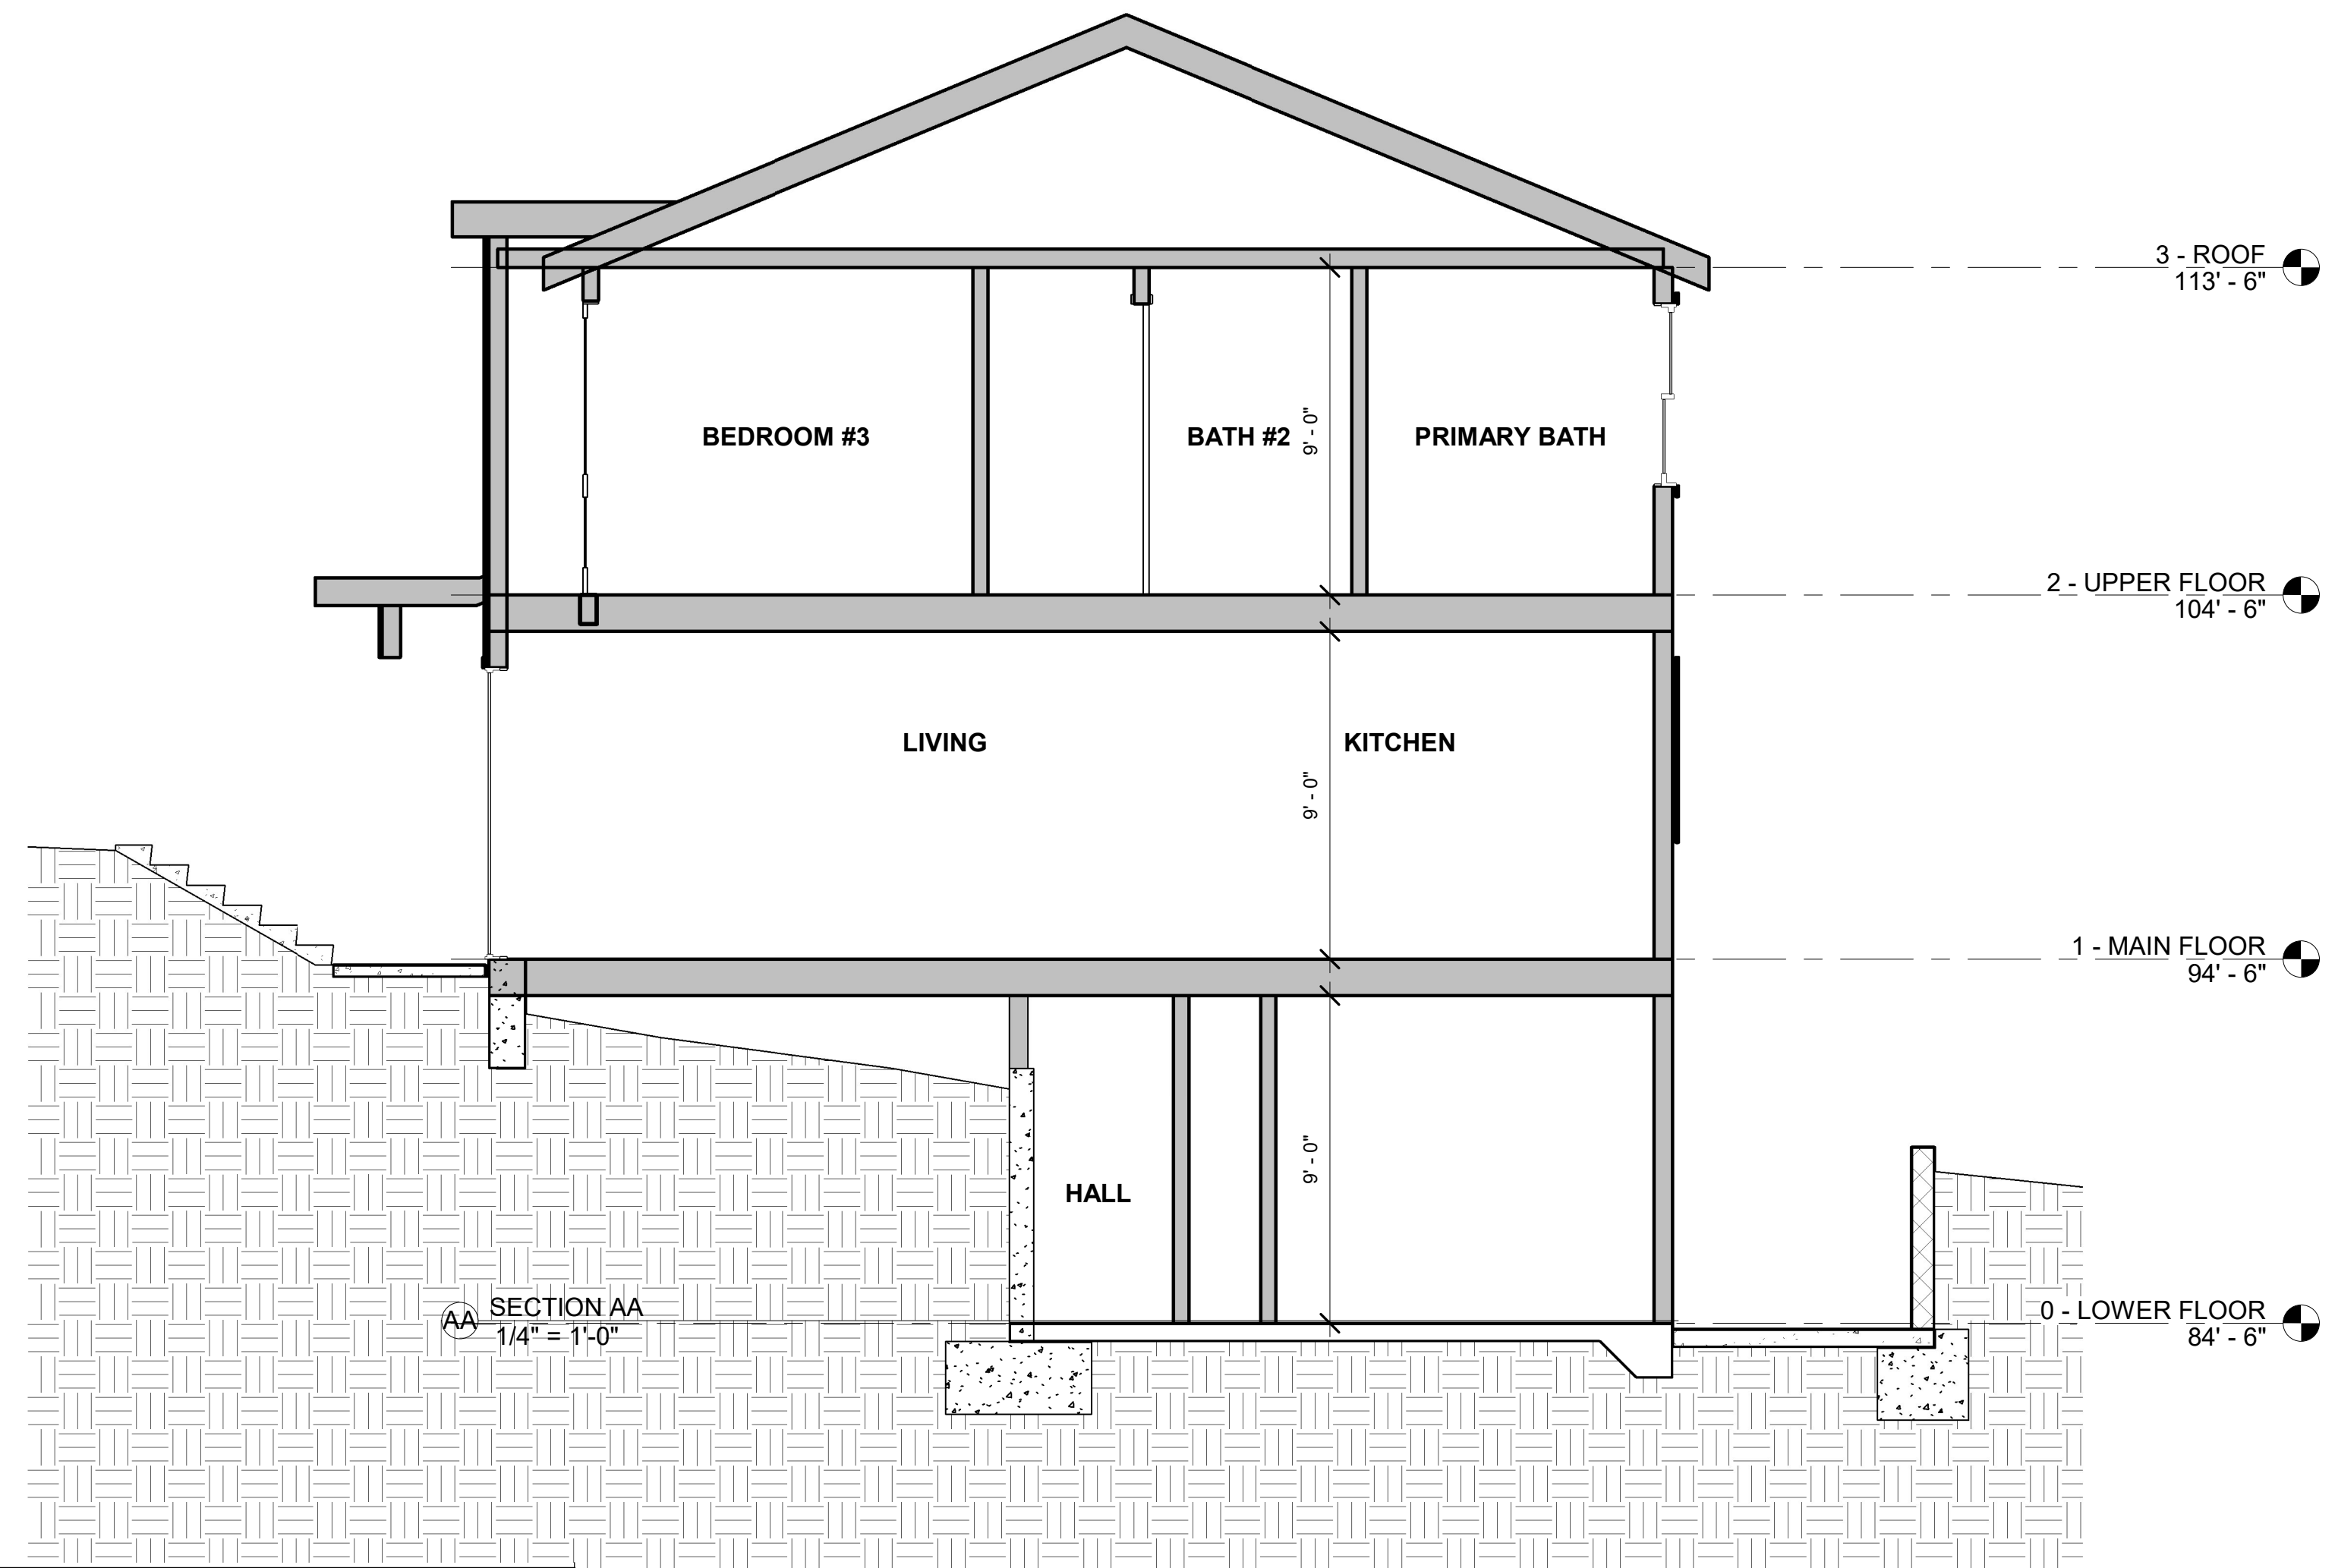 3 - ROOF
113' - 6"
BEDROOM #3
BATH #2
9' - 0"
PRIMARY BATH
2 - UPPER FLOOR
104' - 6"
LIVING
KITCHEN
9' - 0"
1 - MAIN FLOOR
94' - 6"
HALL
9' - 0"
AA
SECTION AA
1/4" = 1'-0"
0 - LOWER FLOOR
84' - 6"